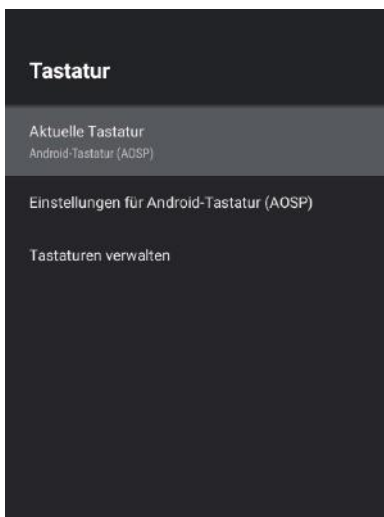 Tastatur
Aktuelle Tastatur
Android-Tastatur (AOSP)
Einstellungen für Android-Tastatur (AOSP)
Tastaturen verwalten